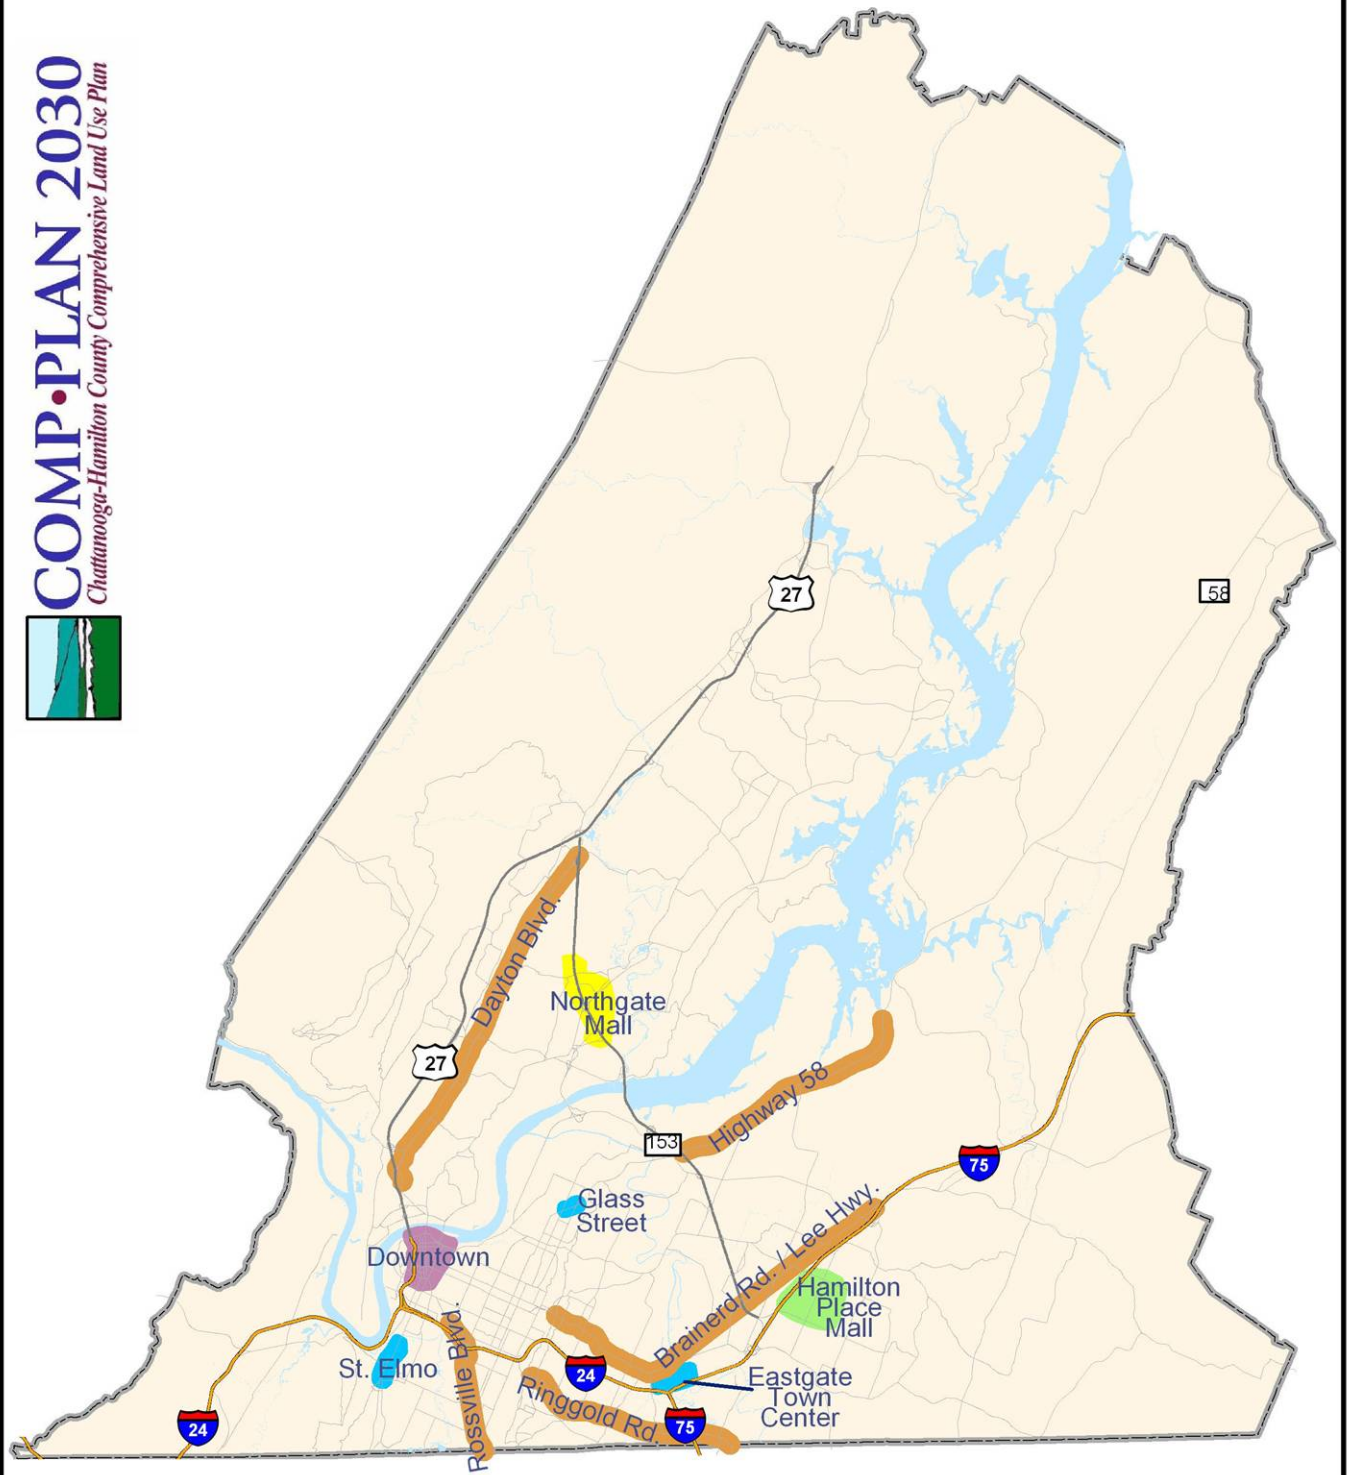 COMP•PLAN 2030
Chattanooga-Hamilton County Comprehensive Land Use Plan
27
58
Dayton Blvd.
Northgate
Mall
27
Highway 58
153
75
Glass
Street
Downtown
Brainerd Rd. / Lee Hwy.
Hamilton
Place
Mall
St. Elmo
Rossville Blvd.
24
Eastgate
Town
Center
Ringgold Rd.
24
75